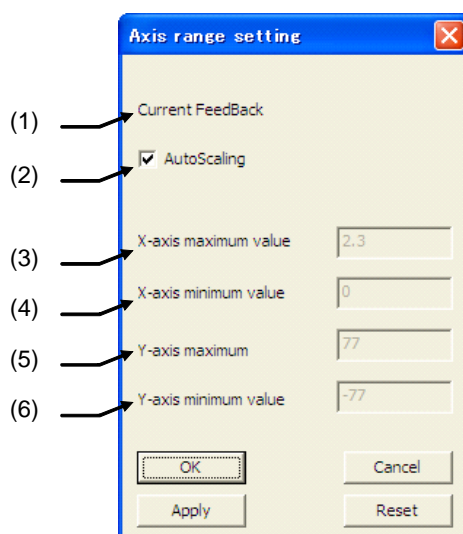 Axis range setting
(1) Current FeedBack
(2) AutoScaling
(3) X-axis maximum value 2.3
(4) X-axis minimum value 0
(5) Y-axis maximum 77
(6) Y-axis minimum value -77
OK Cancel
Apply Reset